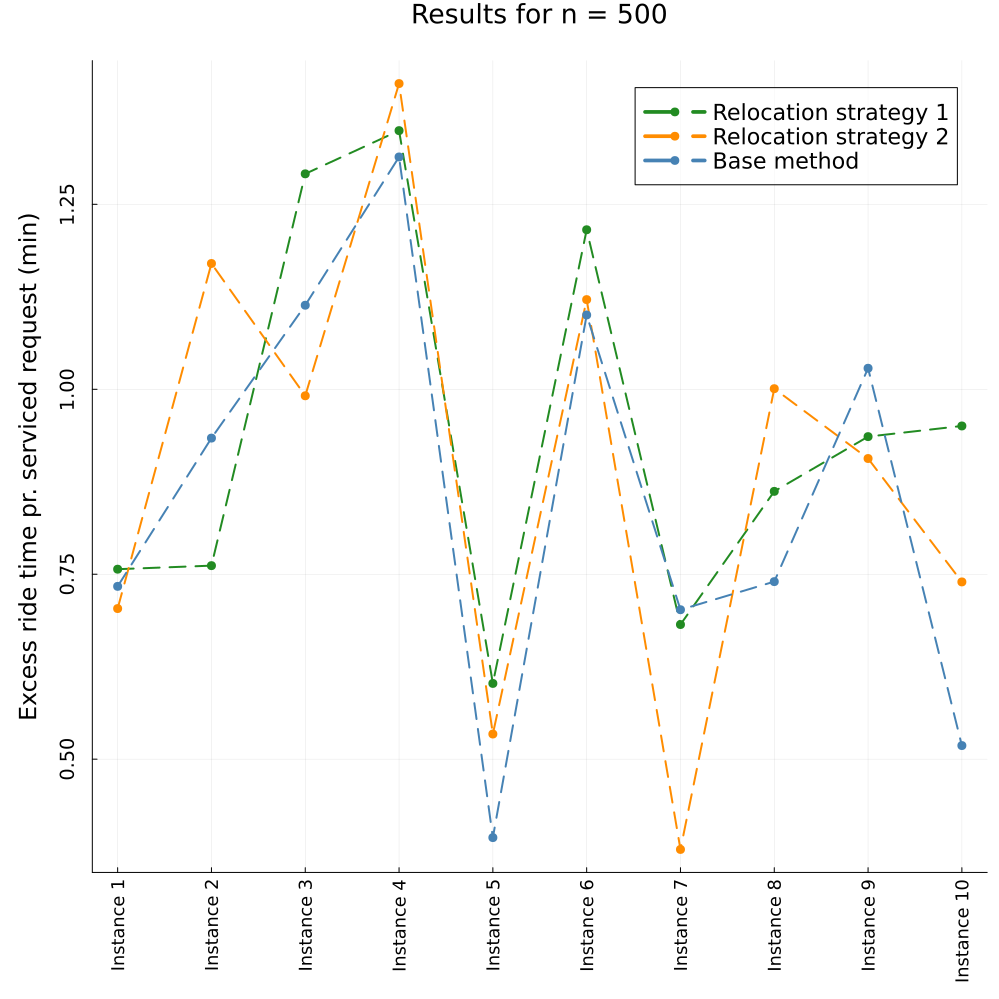 Results for n = 500
Relocation strategy 1
Relocation strategy 2
Base method
Excess ride time pr. serviced request (min)
1.25
1.00
0.75
0.50
Instance 1
Instance 2
Instance 3
Instance 4
Instance 5
Instance 6
Instance 7
Instance 8
Instance 9
Instance 10